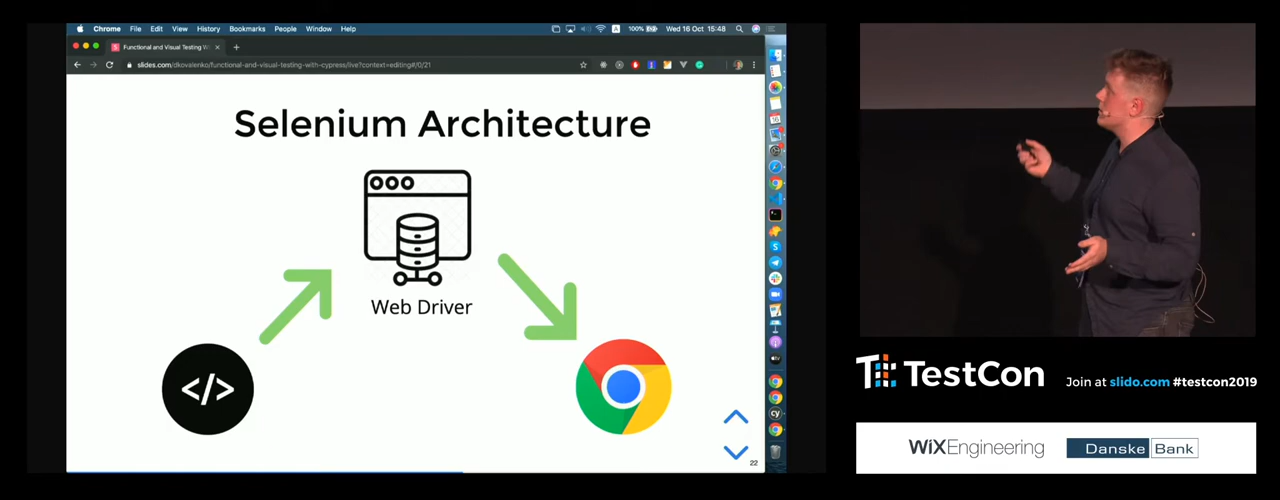 Chrome File Edit View History Bookmarks People Window Help 100% Wed 16 Oct 15:48
Functional and Visual Testing W
slides.com/dkovalenko/functional-and-visual-testing-with-cypress/live?context=editing#/0/21
Selenium Architecture
Web Driver
</>
22
TestCon
Join at slido.com #testcon2019
WiXEngineering
Danske Bank